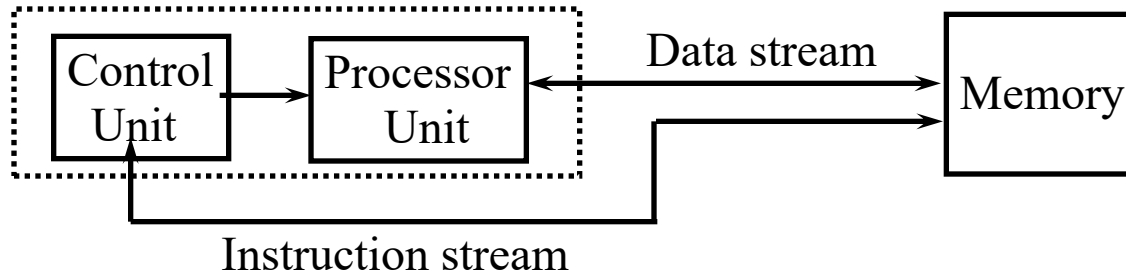 Control
Unit
Processor
Unit
Data stream
Memory
Instruction stream